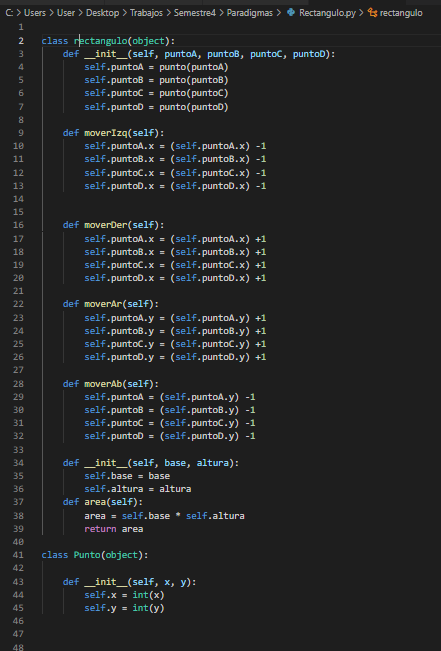 C: > Users > User > Desktop > Trabajos > Semestre4 > Paradigmas > Rectangulo.py > rectangulo
1
2 class rectangulo(object):
3     def __init__(self, puntoA, puntoB, puntoC, puntoD):
4         self.puntoA = punto(puntoA)
5         self.puntoB = punto(puntoB)
6         self.puntoC = punto(puntoC)
7         self.puntoD = punto(puntoD)
8
9     def moverIzq(self):
10         self.puntoA.x = (self.puntoA.x) -1
11         self.puntoB.x = (self.puntoB.x) -1
12         self.puntoC.x = (self.puntoC.x) -1
13         self.puntoD.x = (self.puntoD.x) -1
14
15
16     def moverDer(self):
17         self.puntoA.x = (self.puntoA.x) +1
18         self.puntoB.x = (self.puntoB.x) +1
19         self.puntoC.x = (self.puntoC.x) +1
20         self.puntoD.x = (self.puntoD.x) +1
21
22     def moverAr(self):
23         self.puntoA.y = (self.puntoA.y) +1
24         self.puntoB.y = (self.puntoB.y) +1
25         self.puntoC.y = (self.puntoC.y) +1
26         self.puntoD.y = (self.puntoD.y) +1
27
28     def moverAb(self):
29         self.puntoA = (self.puntoA.y) -1
30         self.puntoB = (self.puntoB.y) -1
31         self.puntoC = (self.puntoC.y) -1
32         self.puntoD = (self.puntoD.y) -1
33
34     def __init__(self, base, altura):
35         self.base = base
36         self.altura = altura
37     def area(self):
38         area = self.base * self.altura
39         return area
40
41 class Punto(object):
42
43     def __init__(self, x, y):
44         self.x = int(x)
45         self.y = int(y)
46
47
48